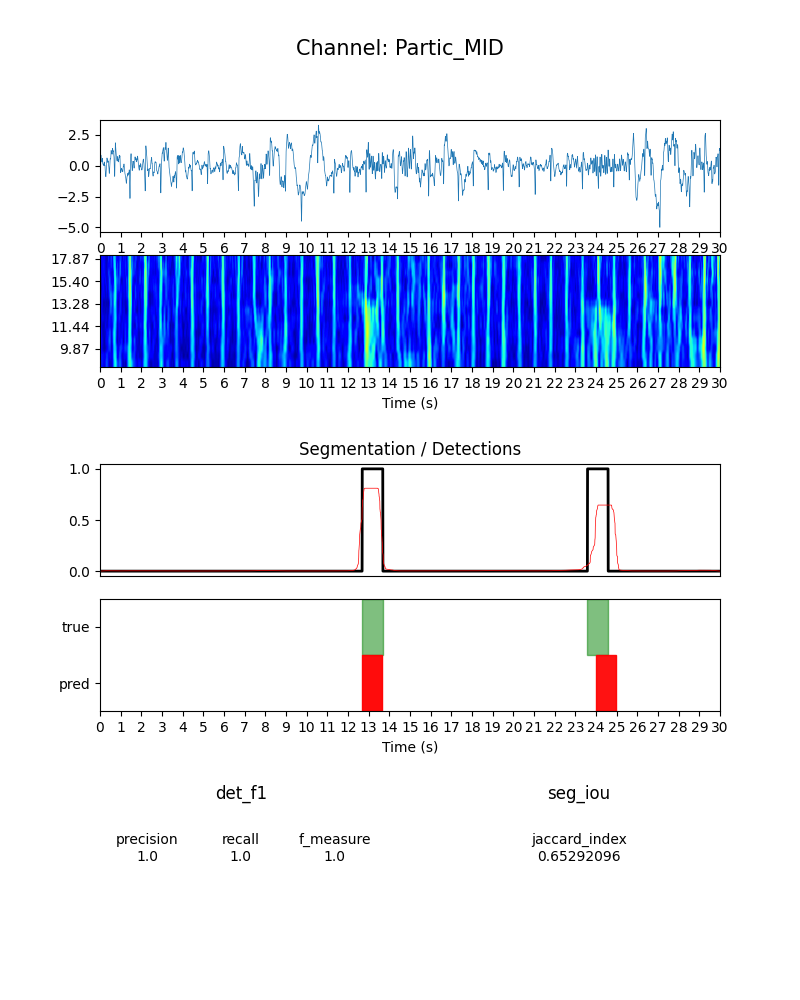 Channel: Partic_MID
2.5
0.0
−2.5
−5.0
0 1 2 3 4 5 6 7 8 9 10 11 12 13 14 15 16 17 18 19 20 21 22 23 24 25 26 27 28 29 30
17.87
15.40
13.28
11.44
9.87
0 1 2 3 4 5 6 7 8 9 10 11 12 13 14 15 16 17 18 19 20 21 22 23 24 25 26 27 28 29 30
Time (s)
Segmentation / Detections
1.0
0.5
0.0
true
pred
0 1 2 3 4 5 6 7 8 9 10 11 12 13 14 15 16 17 18 19 20 21 22 23 24 25 26 27 28 29 30
Time (s)
det_f1 seg_iou
precision recall f_measure jaccard_index
1.0 1.0 1.0 0.65292096